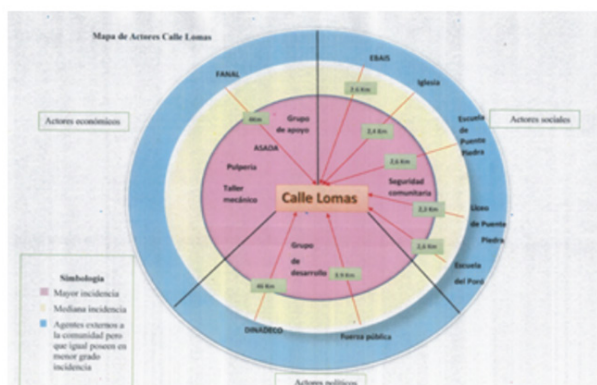 Mapa de Actores Calle Lomas
EBAIS
FANAL
Iglesia
2,6 Km
Actores económicos
Actores sociales
Grupo
de apoyo
2,4 Km
Escuela
de
Puente
Piedra
ASADA
2,6 Km
Pulpería
Seguridad
comunitaria
Taller
mecánico
Calle Lomas
2,3 Km
Liceo
de Puente
Piedra
Grupo
de
desarrollo
2,6 Km
Escuela
del Poró
46 Km
3,9 Km
Simbología
Mayor incidencia
Mediana incidencia
Agentes externos a
la comunidad pero
que igual poseen en
menor grado
incidencia
DINADECO
Fuerza pública
Actores políticos